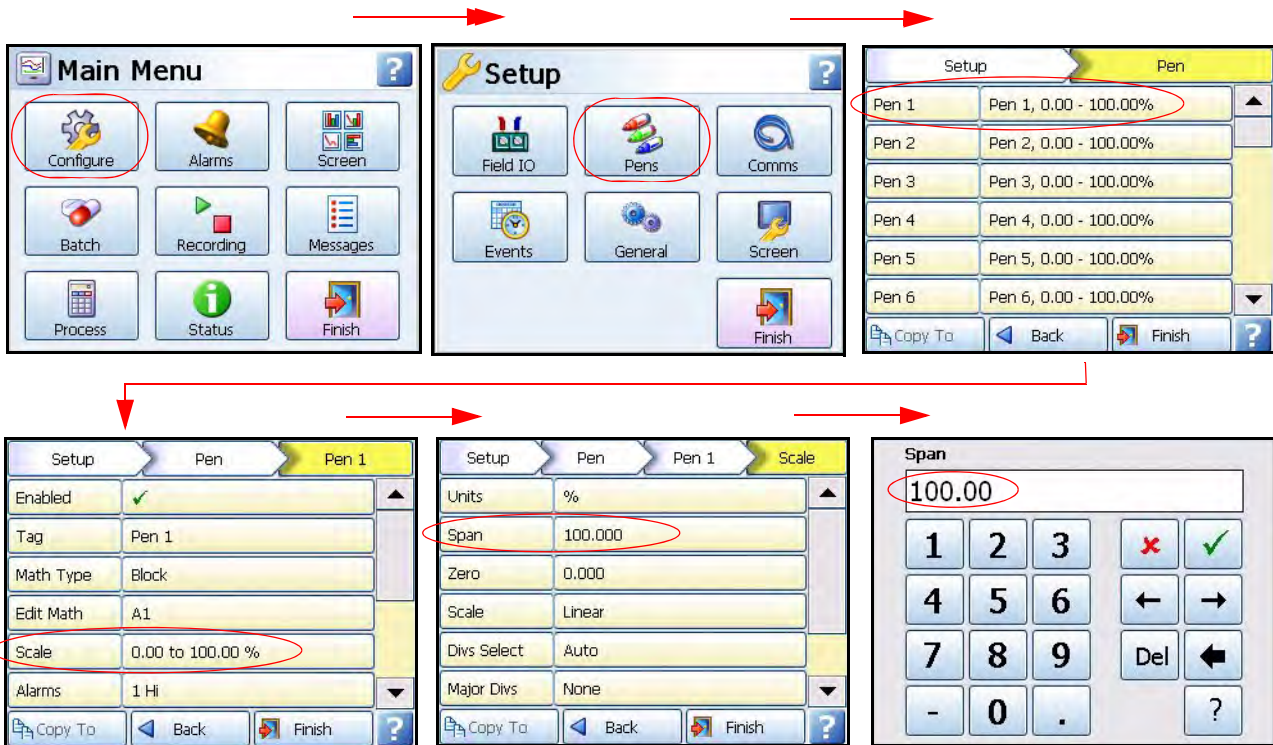 Main Menu ?
Configure
Alarms
Screen
Batch
Recording
Messages
Process
Status
Finish
Setup ?
Field IO
Pens
Comms
Events
General
Screen
Finish
Setup Pen
Pen 1 Pen 1, 0.00 - 100.00%
Pen 2 Pen 2, 0.00 - 100.00%
Pen 3 Pen 3, 0.00 - 100.00%
Pen 4 Pen 4, 0.00 - 100.00%
Pen 5 Pen 5, 0.00 - 100.00%
Pen 6 Pen 6, 0.00 - 100.00%
Copy To Back Finish ?
Setup Pen Pen 1
Enabled ✓
Tag Pen 1
Math Type Block
Edit Math A1
Scale 0.00 to 100.00 %
Alarms 1 Hi
Copy To Back Finish ?
Setup Pen Pen 1 Scale
Units %
Span 100.000
Zero 0.000
Scale Linear
Divs Select Auto
Major Divs None
Copy To Back Finish ?
Span
100.00
1 2 3 ✗ ✓
4 5 6 ← →
7 8 9 Del ←
- 0 . ?